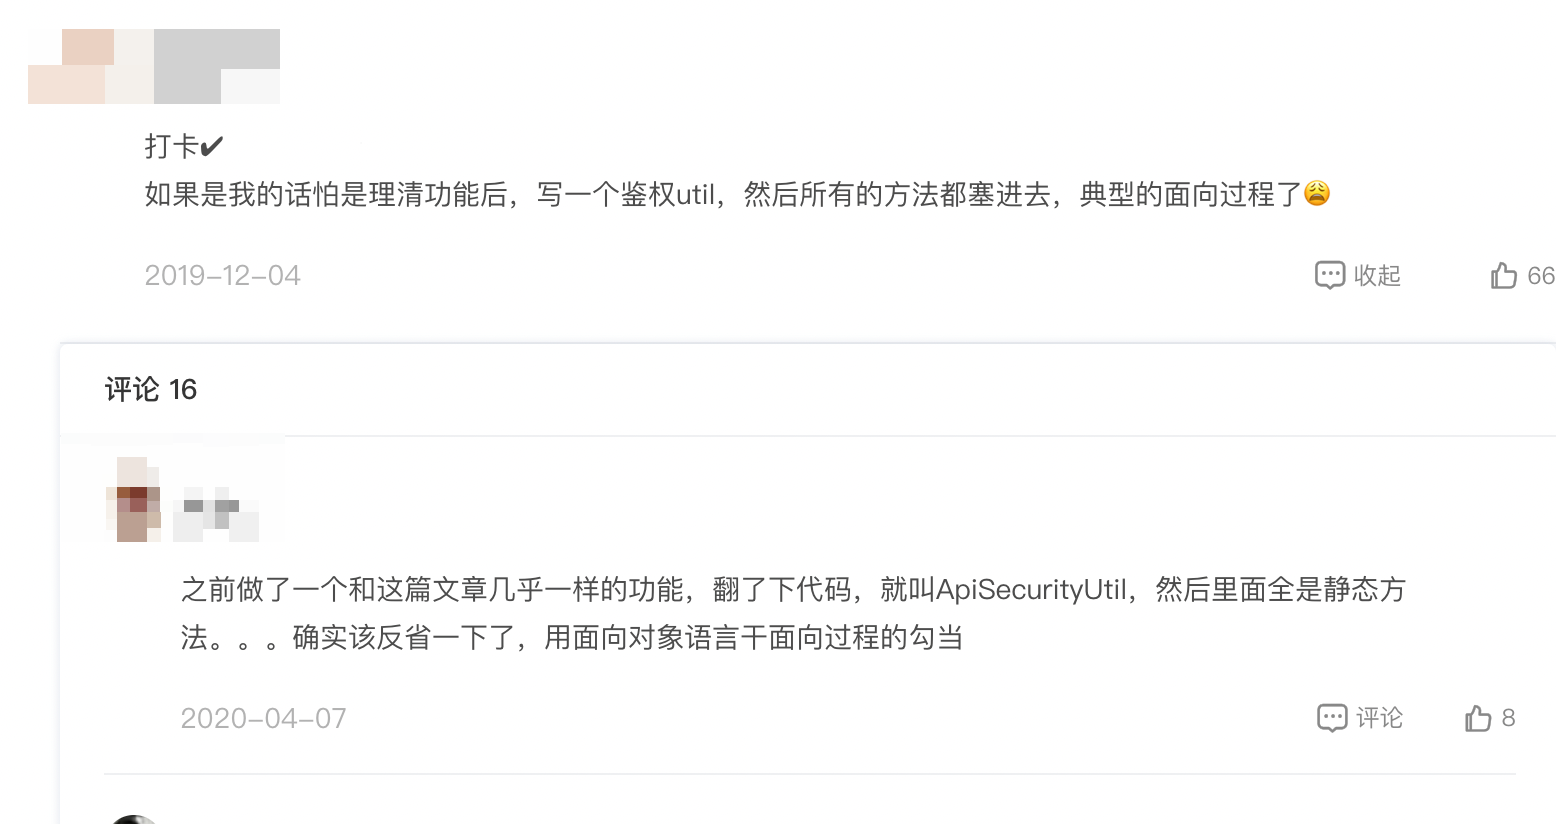 打卡✔
如果是我的话怕是理清功能后，写一个鉴权util，然后所有的方法都塞进去，典型的面向过程了😩
2019-12-04
收起
66
评论 16
之前做了一个和这篇文章几乎一样的功能，翻了下代码，就叫ApiSecurityUtil，然后里面全是静态方
法。。。确实该反省一下了，用面向对象语言干面向过程的勾当
2020-04-07
评论
8